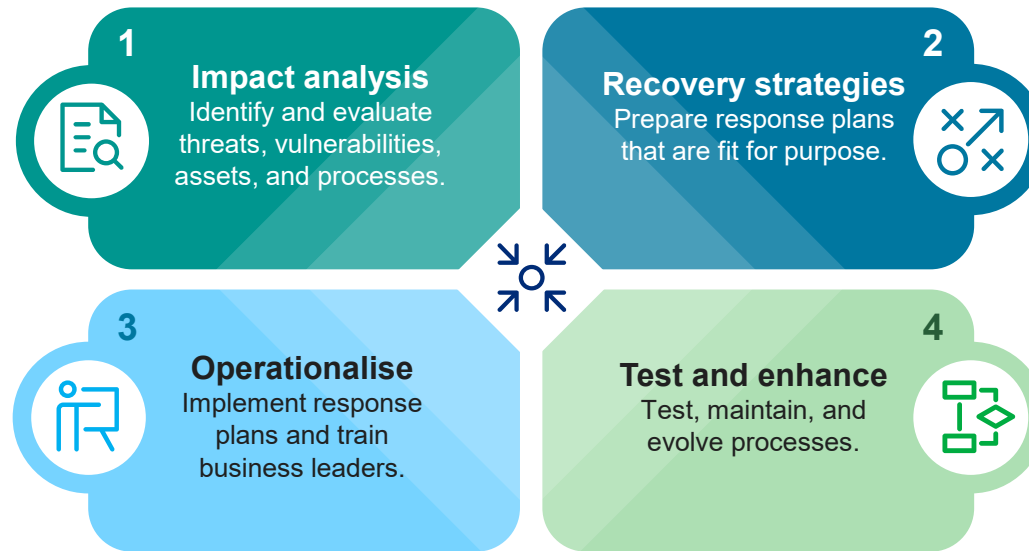 1
Impact analysis
Identify and evaluate
threats, vulnerabilities,
assets, and processes.
2
Recovery strategies
Prepare response plans
that are fit for purpose.
3
Operationalise
Implement response
plans and train
business leaders.
4
Test and enhance
Test, maintain, and
evolve processes.